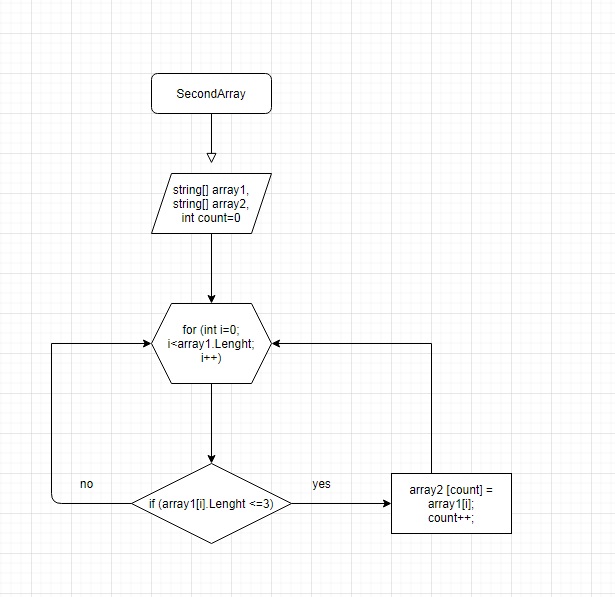 SecondArray
string[] array1,
string[] array2,
int count=0
for (int i=0;
i<array1.Lenght;
i++)
no
yes
if (array1[i].Lenght <=3)
array2 [count] =
array1[i];
count++;